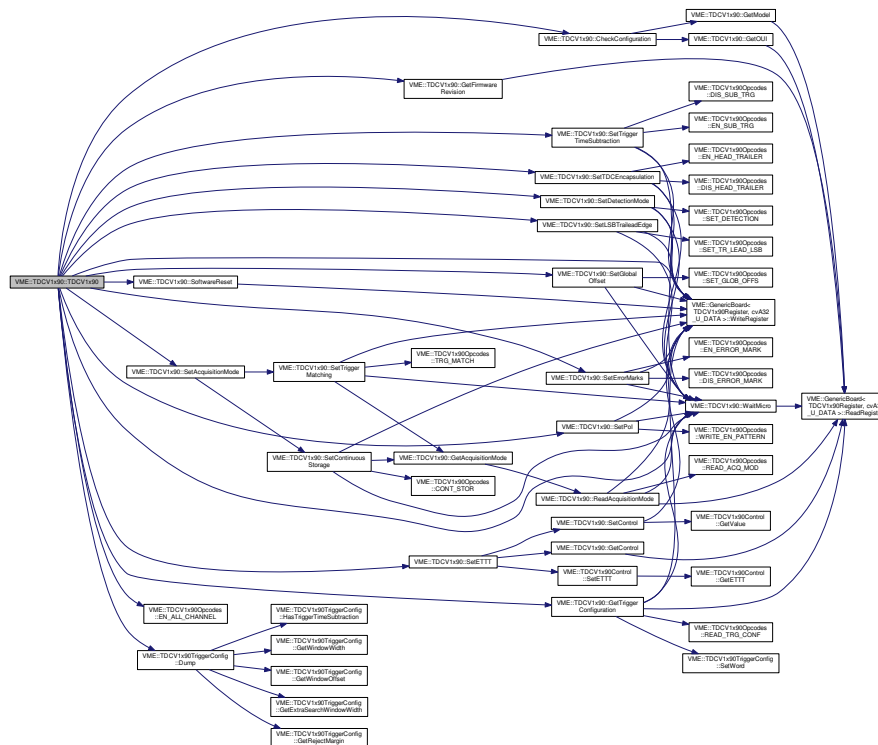 VME::TDCV1x90::GetModel
VME::TDCV1x90::CheckConfiguration
VME::TDCV1x90::GetOUI
VME::TDCV1x90::GetFirmware
Revision
VME::TDCV1x90Opcodes
::DIS_SUB_TRG
VME::TDCV1x90Opcodes
::EN_SUB_TRG
VME::TDCV1x90::SetTrigger
TimeSubtraction
VME::TDCV1x90Opcodes
::EN_HEAD_TRAILER
VME::TDCV1x90::SetTDCEncapsulation
VME::TDCV1x90Opcodes
::DIS_HEAD_TRAILER
VME::TDCV1x90::SetDetectionMode
VME::TDCV1x90Opcodes
::SET_DETECTION
VME::TDCV1x90::SetLSBTraileadEdge
VME::TDCV1x90Opcodes
::SET_TR_LEAD_LSB
VME::TDCV1x90::TDCV1x90
VME::TDCV1x90::SoftwareReset
VME::TDCV1x90::SetGlobal
Offset
VME::TDCV1x90Opcodes
::SET_GLOB_OFFS
VME::GenericBoard<
TDCV1x90Register, cvA32
_U_DATA >::WriteRegister
VME::TDCV1x90Opcodes
::EN_ERROR_MARK
VME::TDCV1x90::SetAcquisitionMode
VME::TDCV1x90::SetTrigger
Matching
VME::TDCV1x90Opcodes
::TRG_MATCH
VME::TDCV1x90::SetErrorMarks
VME::TDCV1x90Opcodes
::DIS_ERROR_MARK
VME::TDCV1x90::WaitMicro
VME::GenericBoard<
TDCV1x90Register, cvA
_U_DATA >::ReadRegist
VME::TDCV1x90::SetPol
VME::TDCV1x90Opcodes
::WRITE_EN_PATTERN
VME::TDCV1x90::SetContinuous
Storage
VME::TDCV1x90::GetAcquisitionMode
VME::TDCV1x90Opcodes
::CONT_STOR
VME::TDCV1x90Opcodes
::READ_ACQ_MOD
VME::TDCV1x90::ReadAcquisitionMode
VME::TDCV1x90::SetControl
VME::TDCV1x90Control
::GetValue
VME::TDCV1x90::SetETTT
VME::TDCV1x90::GetControl
VME::TDCV1x90Control
::SetETTT
VME::TDCV1x90Control
::GetETTT
VME::TDCV1x90Opcodes
::EN_ALL_CHANNEL
VME::TDCV1x90::GetTrigger
Configuration
VME::TDCV1x90Opcodes
::READ_TRG_CONF
VME::TDCV1x90TriggerConfig
::SetWord
VME::TDCV1x90TriggerConfig
::HasTriggerTimeSubtraction
VME::TDCV1x90TriggerConfig
::Dump
VME::TDCV1x90TriggerConfig
::GetWindowWidth
VME::TDCV1x90TriggerConfig
::GetWindowOffset
VME::TDCV1x90TriggerConfig
::GetExtraSearchWindowWidth
VME::TDCV1x90TriggerConfig
::GetRejectMargin